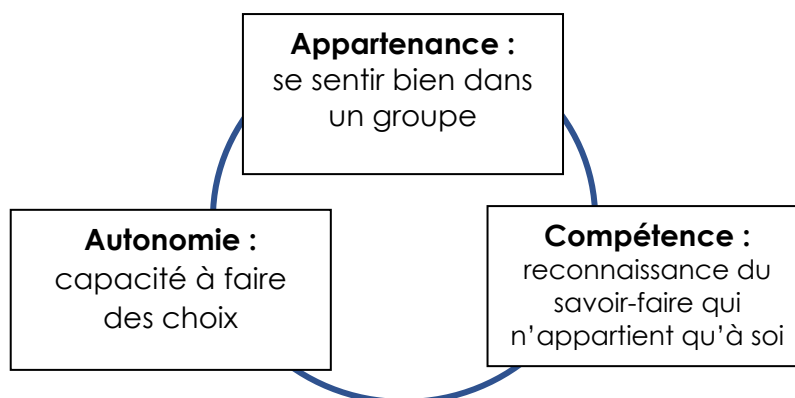 Appartenance :
se sentir bien dans
un groupe
Autonomie :
capacité à faire
des choix
Compétence :
reconnaissance du
savoir-faire qui
n’appartient qu’à soi